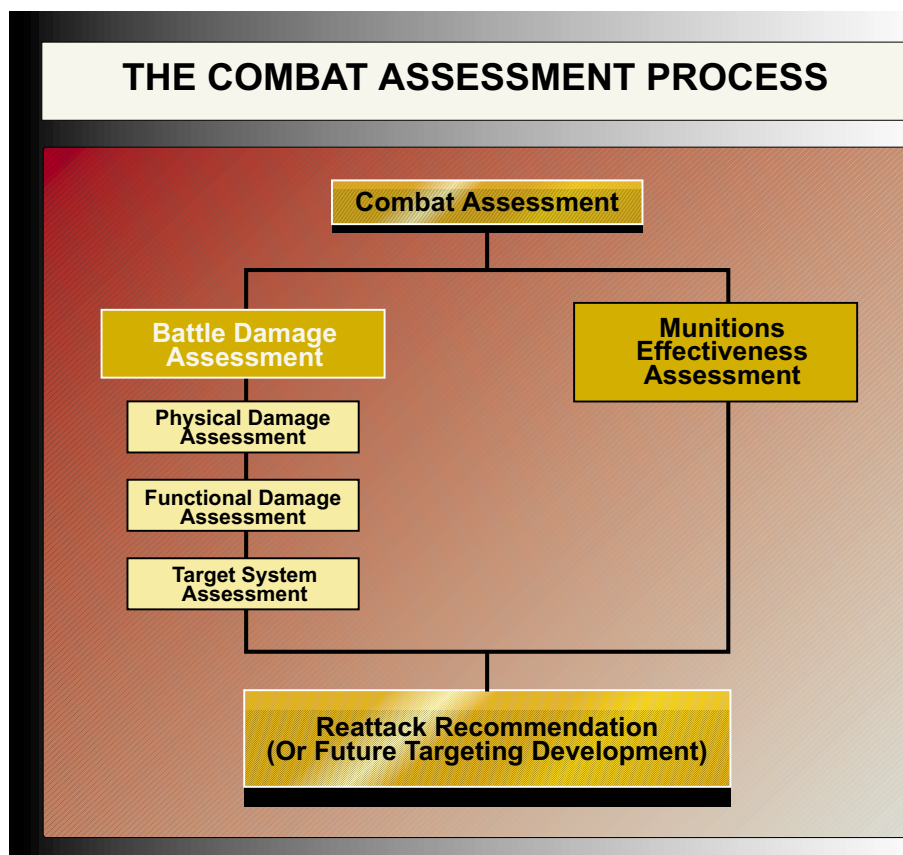 THE COMBAT ASSESSMENT PROCESS
Combat Assessment
Battle Damage
Assessment
Munitions
Effectiveness
Assessment
Physical Damage
Assessment
Functional Damage
Assessment
Target System
Assessment
Reattack Recommendation
(Or Future Targeting Development)